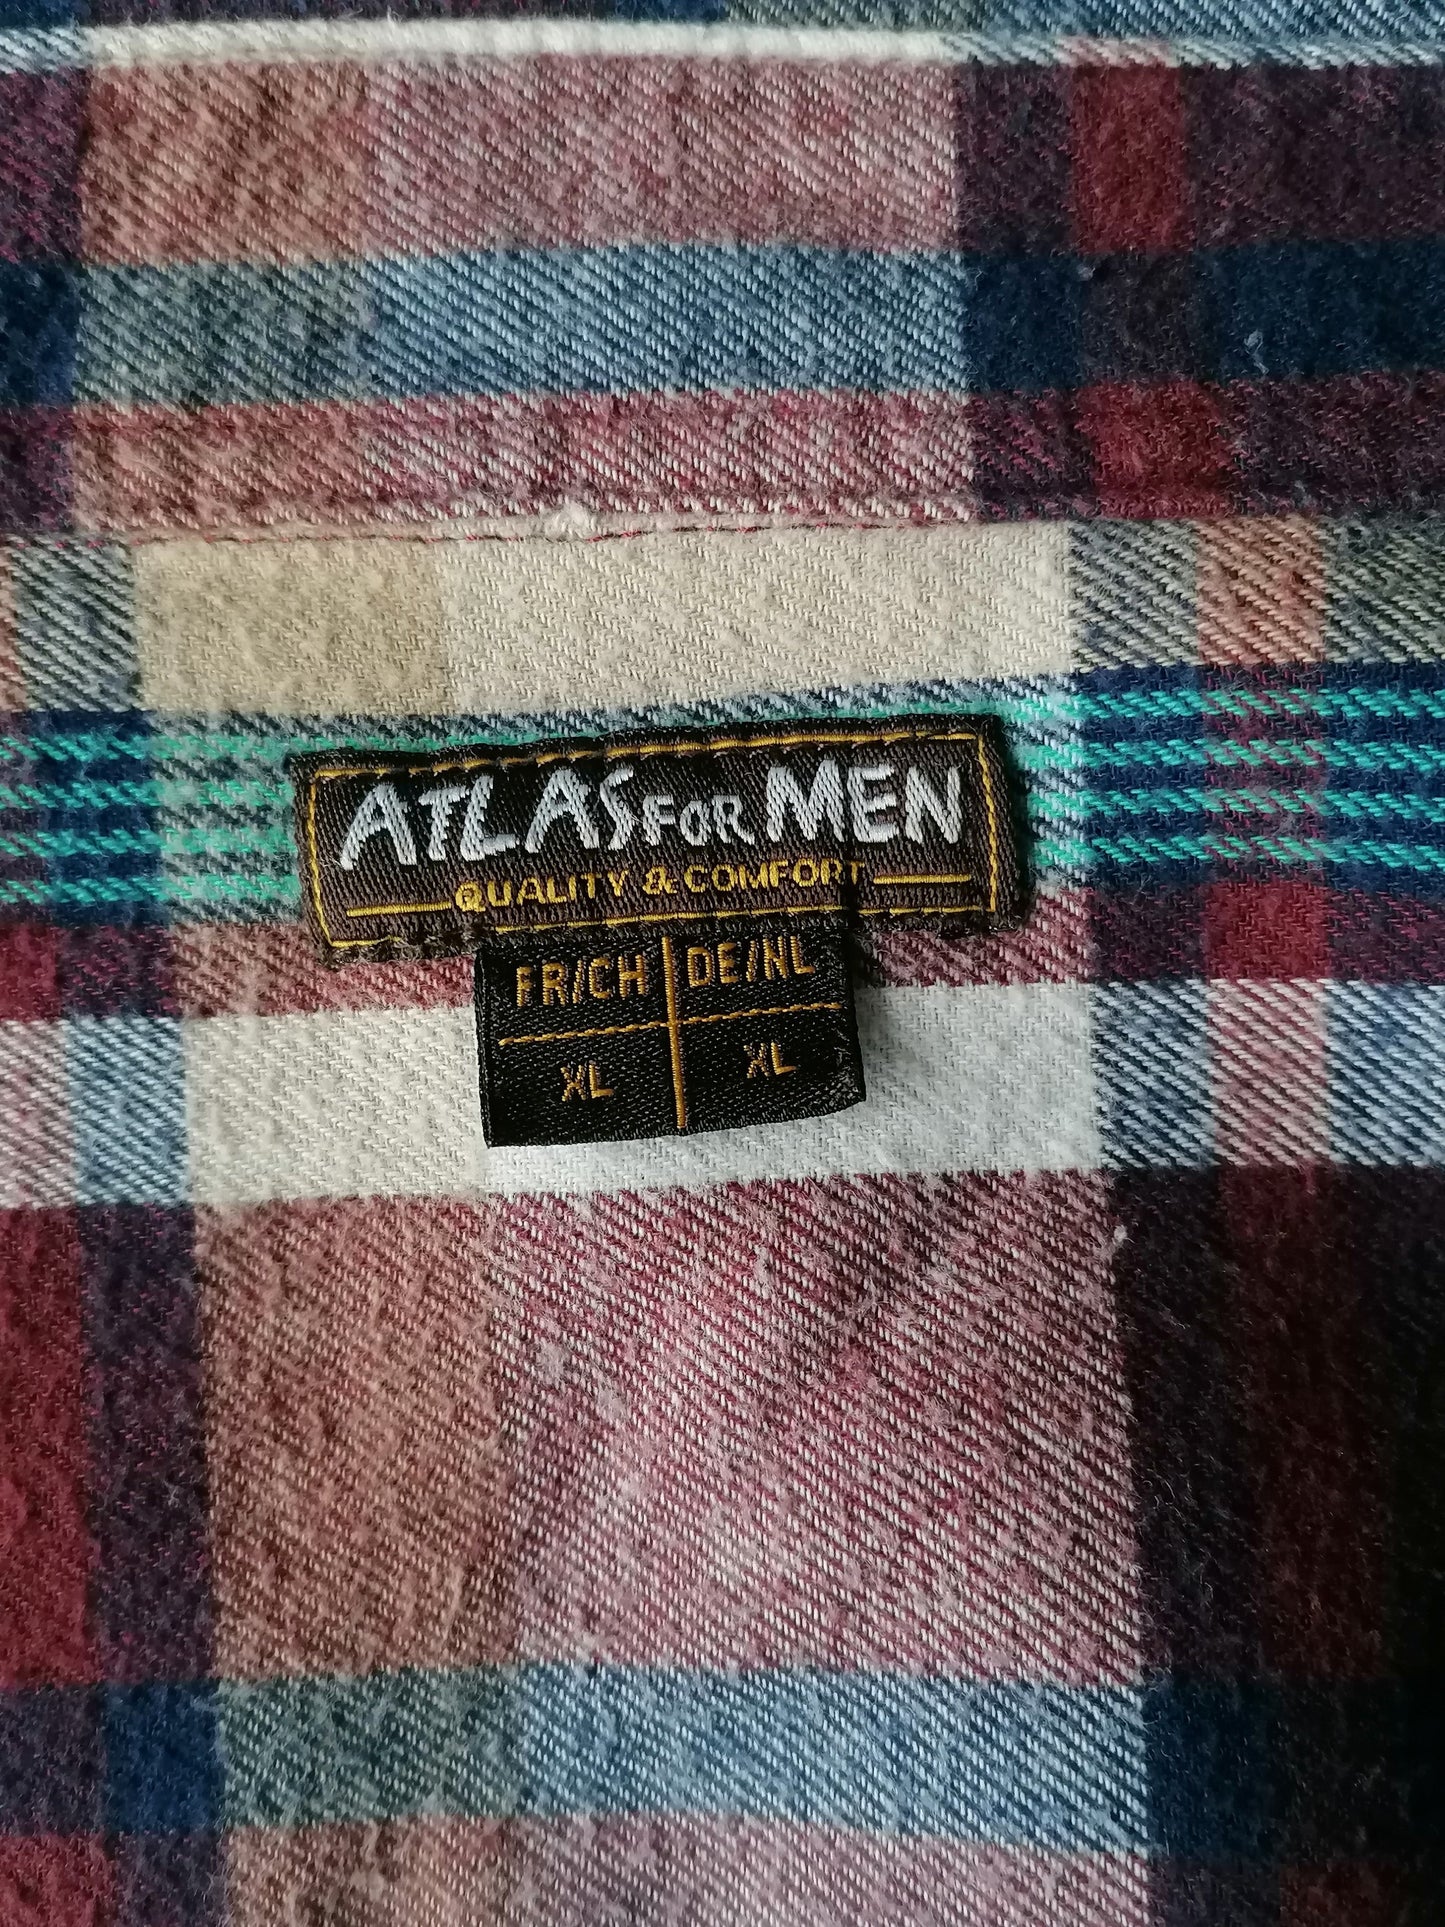 ATLAS FOR MEN
QUALITY & COMFORT
FR/CH DE/NL
XL XL